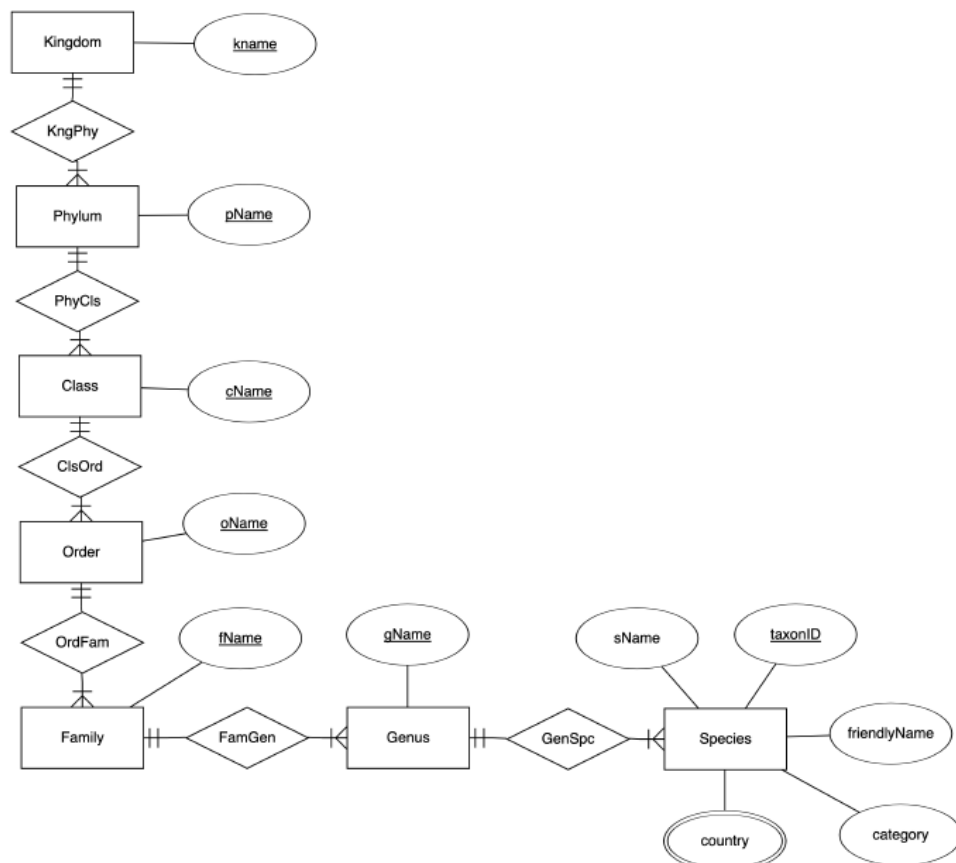 Kingdom
kname
KngPhy
Phylum
pName
PhyCls
Class
cName
ClsOrd
Order
oName
OrdFam
fName
gName
sName
taxonID
Family
FamGen
Genus
GenSpc
Species
friendlyName
country
category